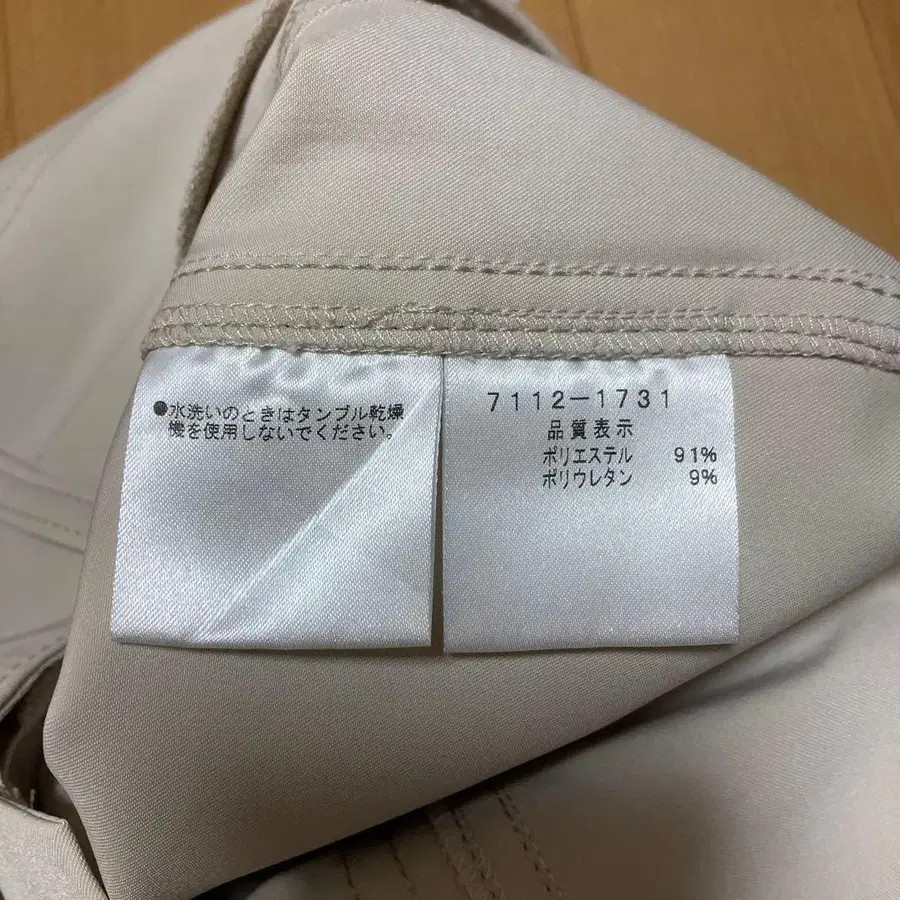 ●水洗いのときはタンブル乾燥
機を使用しないでください。
7112-1731
品質表示
ポリエステル 91%
ポリウレタン 9%